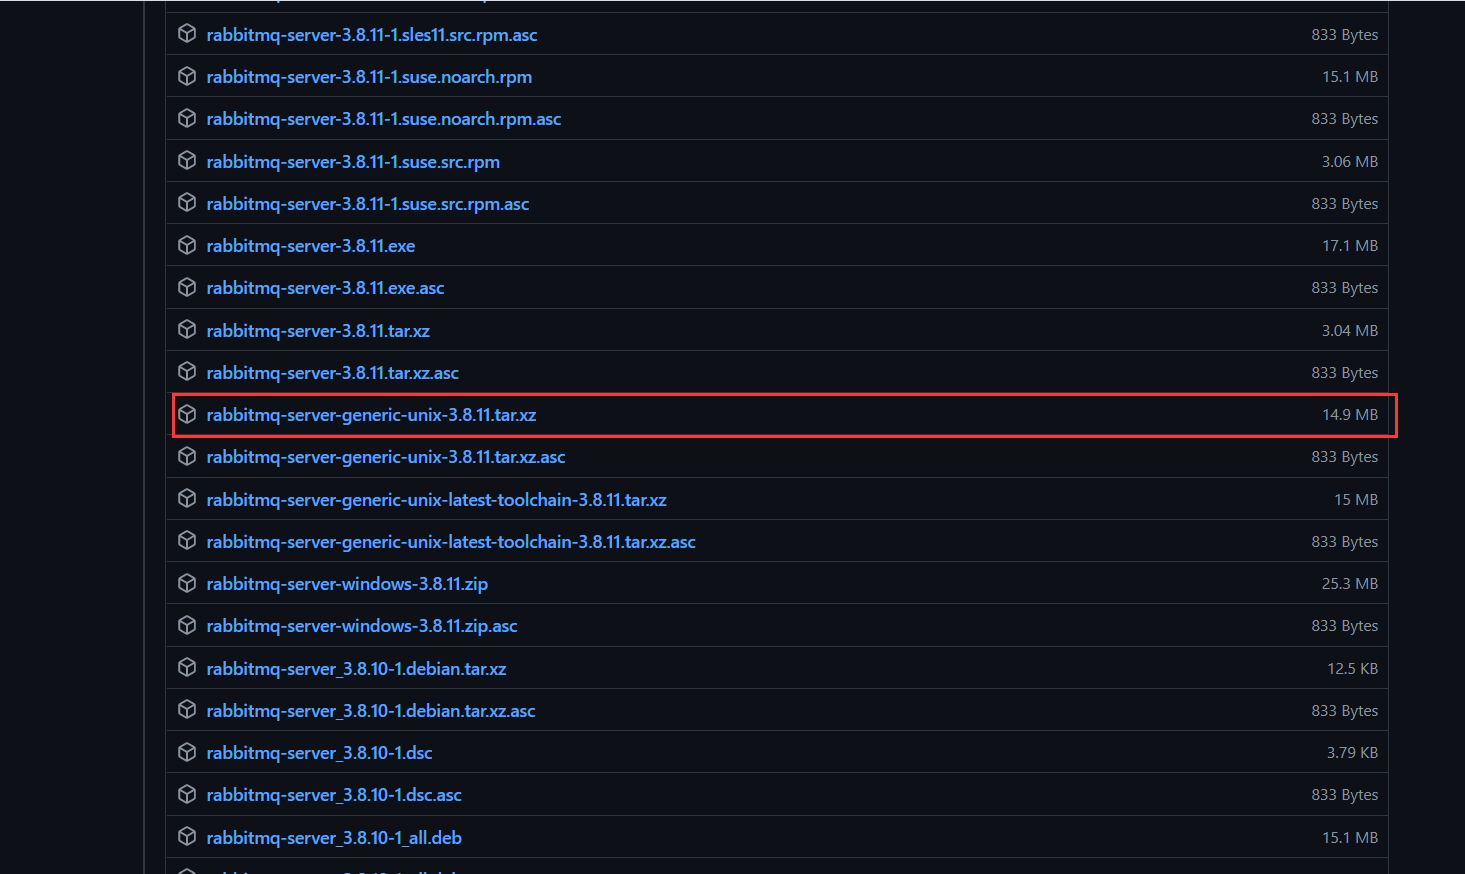 rabbitmq-server-3.8.11-1.sles11.src.rpm.asc 833 Bytes
rabbitmq-server-3.8.11-1.suse.noarch.rpm 15.1 MB
rabbitmq-server-3.8.11-1.suse.noarch.rpm.asc 833 Bytes
rabbitmq-server-3.8.11-1.suse.src.rpm 3.06 MB
rabbitmq-server-3.8.11-1.suse.src.rpm.asc 833 Bytes
rabbitmq-server-3.8.11.exe 17.1 MB
rabbitmq-server-3.8.11.exe.asc 833 Bytes
rabbitmq-server-3.8.11.tar.xz 3.04 MB
rabbitmq-server-3.8.11.tar.xz.asc 833 Bytes
rabbitmq-server-generic-unix-3.8.11.tar.xz 14.9 MB
rabbitmq-server-generic-unix-3.8.11.tar.xz.asc 833 Bytes
rabbitmq-server-generic-unix-latest-toolchain-3.8.11.tar.xz 15 MB
rabbitmq-server-generic-unix-latest-toolchain-3.8.11.tar.xz.asc 833 Bytes
rabbitmq-server-windows-3.8.11.zip 25.3 MB
rabbitmq-server-windows-3.8.11.zip.asc 833 Bytes
rabbitmq-server_3.8.10-1.debian.tar.xz 12.5 KB
rabbitmq-server_3.8.10-1.debian.tar.xz.asc 833 Bytes
rabbitmq-server_3.8.10-1.dsc 3.79 KB
rabbitmq-server_3.8.10-1.dsc.asc 833 Bytes
rabbitmq-server_3.8.10-1_all.deb 15.1 MB